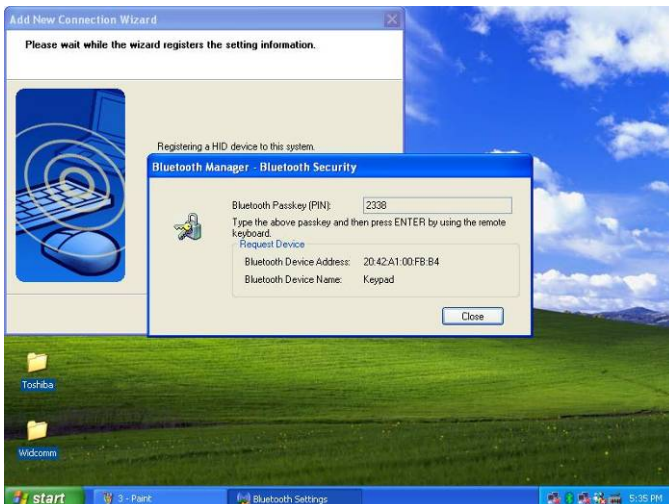 Add New Connection Wizard
Please wait while the wizard registers the setting information.
Registering a HID device to this system.
Bluetooth Manager - Bluetooth Security
Bluetooth Passkey (PIN): 2338
Type the above passkey and then press ENTER by using the remote
keyboard.
Request Device
Bluetooth Device Address: 20:42:A1:00:FB:B4
Bluetooth Device Name: Keypad
Close
Toshiba
Widcomm
start
3 - Paint
Bluetooth Settings
5:35 PM